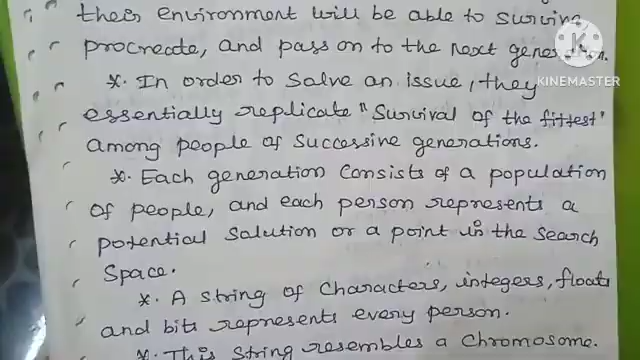 their environment will be able to survive
procreate, and pass on to the next generation.
*. In order to solve an issue, they
KINEMASTER
essentially replicate "Survival of the fittest"
among people of successive generations.
*. Each generation consists of a population
of people, and each person represents a
potential solution or a point in the search
space.
*. A string of characters, integers, floats
and bits represents every person.
*. This string resembles a chromosome.